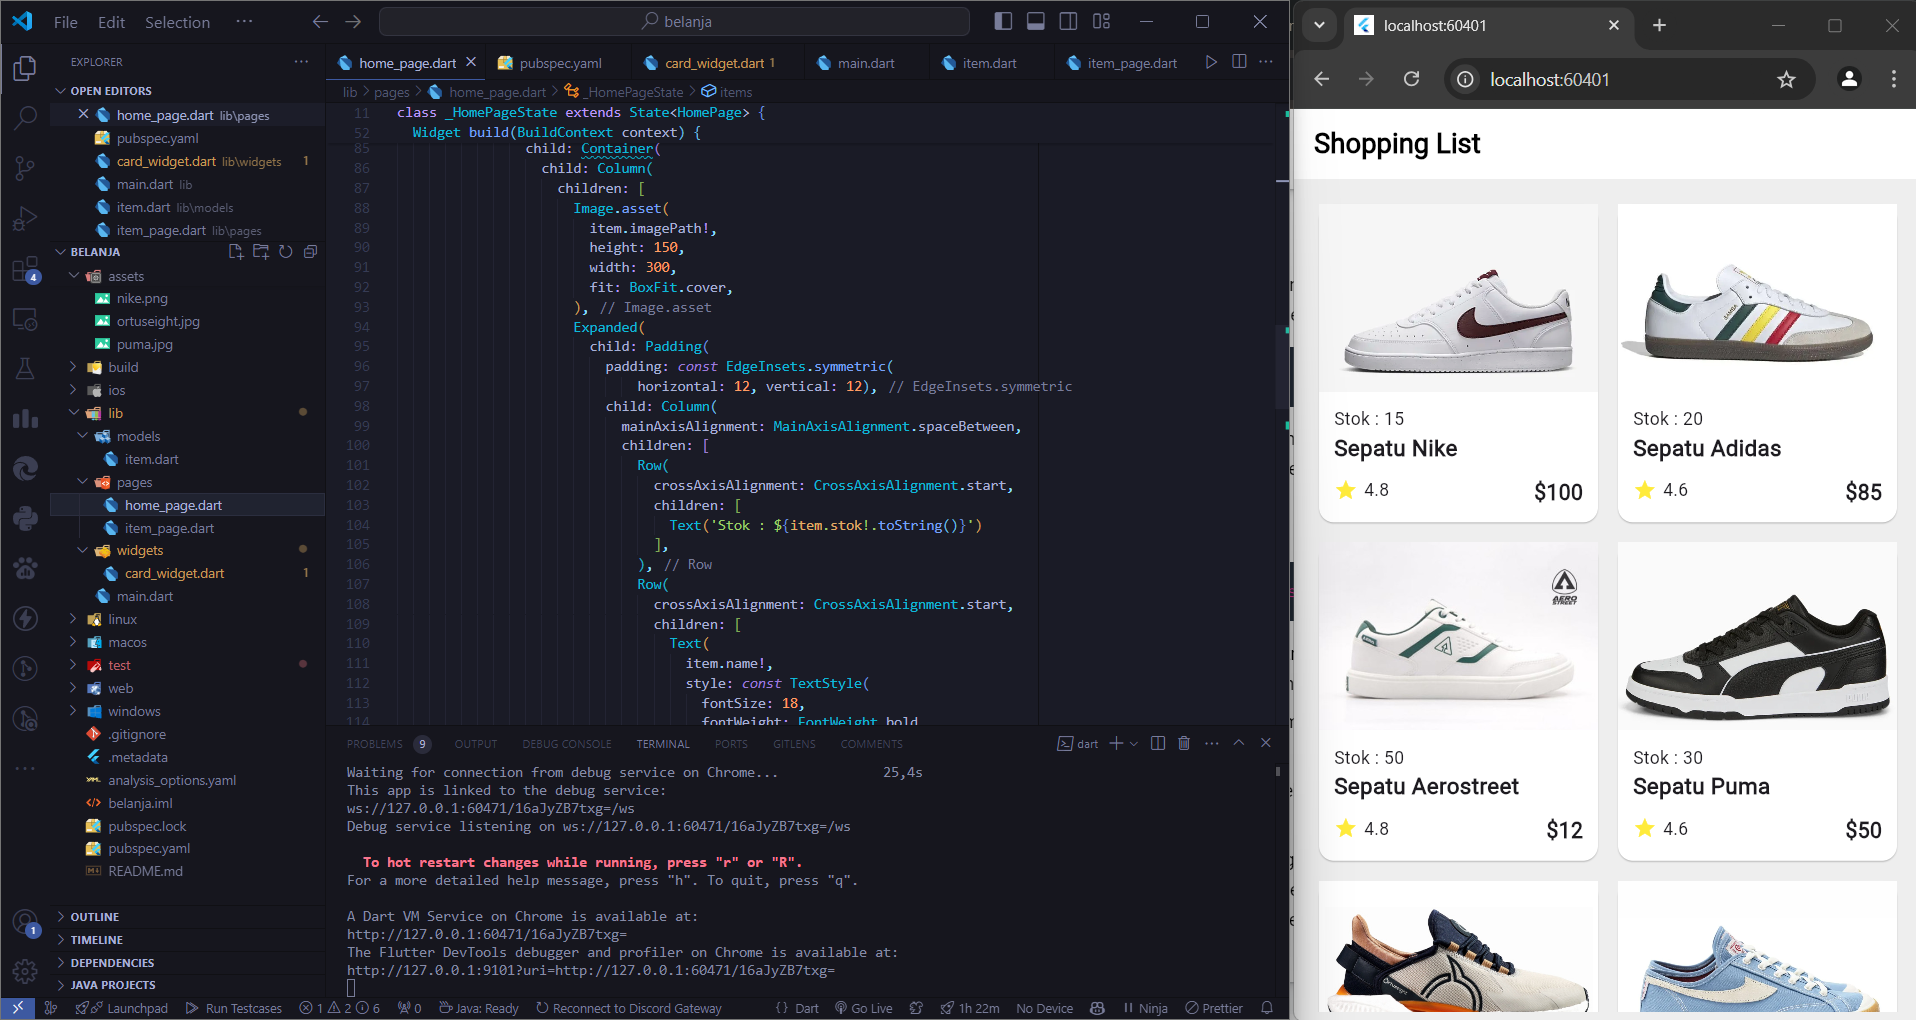 File Edit Selection ··· belanja
EXPLORER
OPEN EDITORS
home_page.dart lib\pages
pubspec.yaml
card_widget.dart lib\widgets 1
main.dart lib
item.dart lib\models
item_page.dart lib\pages
BELANJA
assets
nike.png
ortuseight.jpg
puma.jpg
build
ios
lib
models
item.dart
pages
home_page.dart
item_page.dart
widgets
card_widget.dart 1
main.dart
linux
macos
test
web
windows
.gitignore
.metadata
analysis_options.yaml
belanja.iml
pubspec.lock
pubspec.yaml
README.md
OUTLINE
TIMELINE
DEPENDENCIES
JAVA PROJECTS
4
1
home_page.dart pubspec.yaml card_widget.dart 1 main.dart item.dart item_page.dart
lib > pages > home_page.dart > _HomePageState > items
11 class _HomePageState extends State<HomePage> {
52 Widget build(BuildContext context) {
85 child: Container(
86 child: Column(
87 children: [
88 Image.asset(
89 item.imagePath!,
90 height: 150,
91 width: 300,
92 fit: BoxFit.cover,
93 ), // Image.asset
94 Expanded(
95 child: Padding(
96 padding: const EdgeInsets.symmetric(
97 horizontal: 12, vertical: 12), // EdgeInsets.symmetric
98 child: Column(
99 mainAxisAlignment: MainAxisAlignment.spaceBetween,
100 children: [
101 Row(
102 crossAxisAlignment: CrossAxisAlignment.start,
103 children: [
104 Text('Stok : ${item.stok!.toString()}')
105 ],
106 ), // Row
107 Row(
108 crossAxisAlignment: CrossAxisAlignment.start,
109 children: [
110 Text(
111 item.name!,
112 style: const TextStyle(
113 fontSize: 18,
114 fontWeight: FontWeight.bold
PROBLEMS 9 OUTPUT DEBUG CONSOLE TERMINAL PORTS GITLENS COMMENTS dart
Waiting for connection from debug service on Chrome... 25,4s
This app is linked to the debug service:
ws://127.0.0.1:60471/16aJyZB7txg=/ws
Debug service listening on ws://127.0.0.1:60471/16aJyZB7txg=/ws
To hot restart changes while running, press "r" or "R".
For a more detailed help message, press "h". To quit, press "q".
A Dart VM Service on Chrome is available at:
http://127.0.0.1:60471/16aJyZB7txg=
The Flutter DevTools debugger and profiler on Chrome is available at:
http://127.0.0.1:9101?uri=http://127.0.0.1:60471/16aJyZB7txg=
Launchpad Run Testcases 1 2 6 0 Java: Ready Reconnect to Discord Gateway { } Dart Go Live 1h 22m No Device Ninja Prettier
localhost:60401
localhost:60401
Shopping List
Stok : 15
Sepatu Nike
4.8 $100
SAMBA
Stok : 20
Sepatu Adidas
4.6 $85
AERO
STREET
Stok : 50
Sepatu Aerostreet
4.8 $12
Stok : 30
Sepatu Puma
4.6 $50